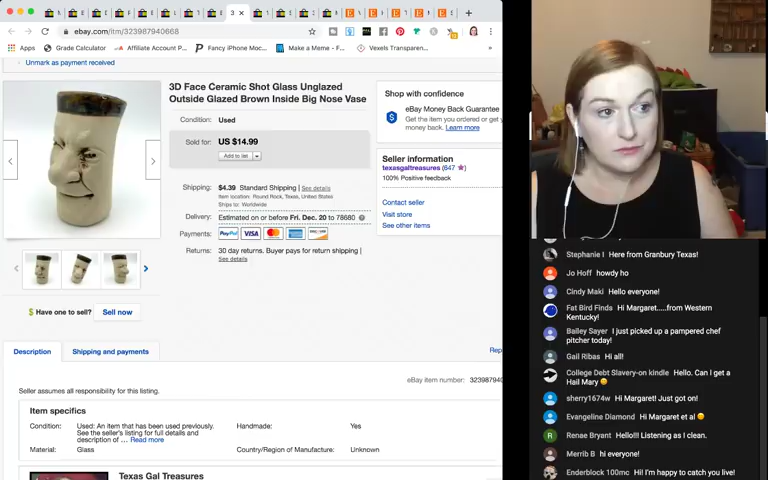 3
ebay.com/itm/323987940668
Apps
Grade Calculator
Affiliate Account P...
Fancy iPhone Moc...
Make a Meme - F...
Vexels Transparen...
Unmark as payment received
3D Face Ceramic Shot Glass Unglazed
Outside Glazed Brown Inside Big Nose Vase
Condition: Used
Sold for: US $14.99
Add to list
Shipping: $4.39 Standard Shipping | See details
Item location: Round Rock, Texas, United States
Ships to: Worldwide
Delivery: Estimated on or before Fri. Dec. 20 to 78680
Payments: PayPal VISA
Returns: 30 day returns. Buyer pays for return shipping |
See details
Shop with confidence
eBay Money Back Guarantee
Get the item you ordered or get y
money back. Learn more
Seller information
texasgaltreasures (647
100% Positive feedback
Contact seller
Visit store
See other items
$ Have one to sell? Sell now
Description
Shipping and payments
Rep
eBay item number: 323987940
Seller assumes all responsibility for this listing.
Item specifics
Condition: Used: An item that has been used previously.
See the seller's listing for full details and
description of ... Read more
Handmade: Yes
Material: Glass
Country/Region of Manufacture: Unknown
Texas Gal Treasures
Stephanie I Here from Granbury Texas!
Jo Hoff howdy ho
Cindy Maki Hello everyone!
Fat Bird Finds Hi Margaret.....from Western
Kentucky!
Bailey Sayer I just picked up a pampered chef
pitcher today!
Gail Ribas Hi all!
College Debt Slavery-on kindle Hello. Can I get a
Hail Mary
sherry1674w Hi Margaret! Just got on!
Evangeline Diamond Hi Margaret et al
R Renae Bryant Hello!!! Listening as I clean.
Merrib B hi everyone!
Enderblock 100mc Hi! I'm happy to catch you live!